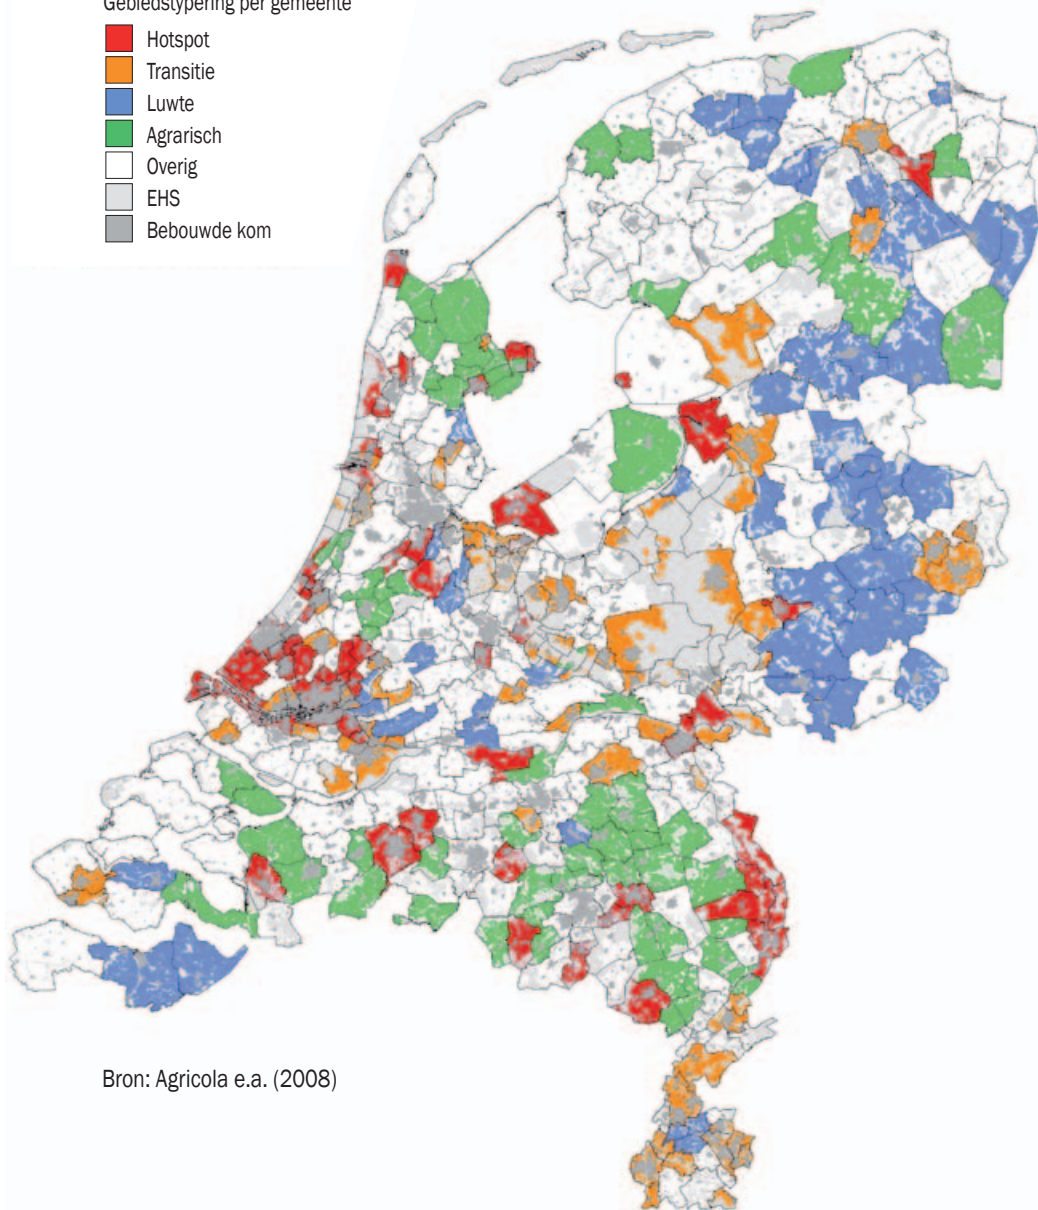 Gebiedstypering per gemeente
Hotspot
Transitie
Luwte
Agrarisch
Overig
EHS
Bebouwde kom
Bron: Agricola e.a. (2008)